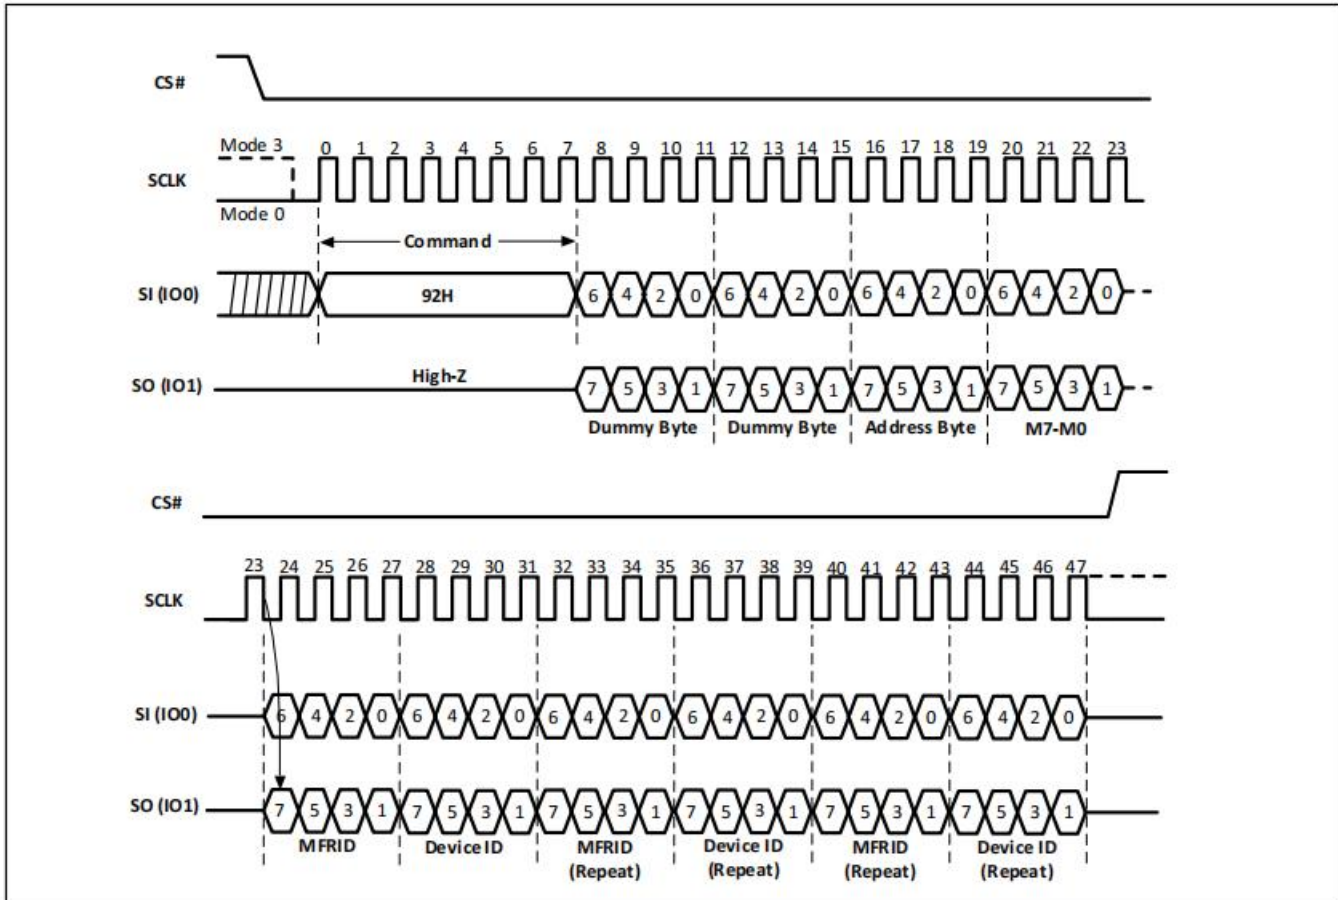 CS#
Mode 3
0 1 2 3 4 5 6 7 8 9 10 11 12 13 14 15 16 17 18 19 20 21 22 23
SCLK
Mode 0
Command
SI (IO0) 92H 6 4 2 0 6 4 2 0 6 4 2 0 6 4 2 0
High-Z
SO (IO1) 7 5 3 1 7 5 3 1 7 5 3 1 7 5 3 1
Dummy Byte Dummy Byte Address Byte M7-M0
CS#
23 24 25 26 27 28 29 30 31 32 33 34 35 36 37 38 39 40 41 42 43 44 45 46 47
SCLK
SI (IO0) 6 4 2 0 6 4 2 0 6 4 2 0 6 4 2 0 6 4 2 0 6 4 2 0
SO (IO1) 7 5 3 1 7 5 3 1 7 5 3 1 7 5 3 1 7 5 3 1 7 5 3 1
MFRID Device ID MFRID Device ID MFRID Device ID
(Repeat) (Repeat) (Repeat) (Repeat)